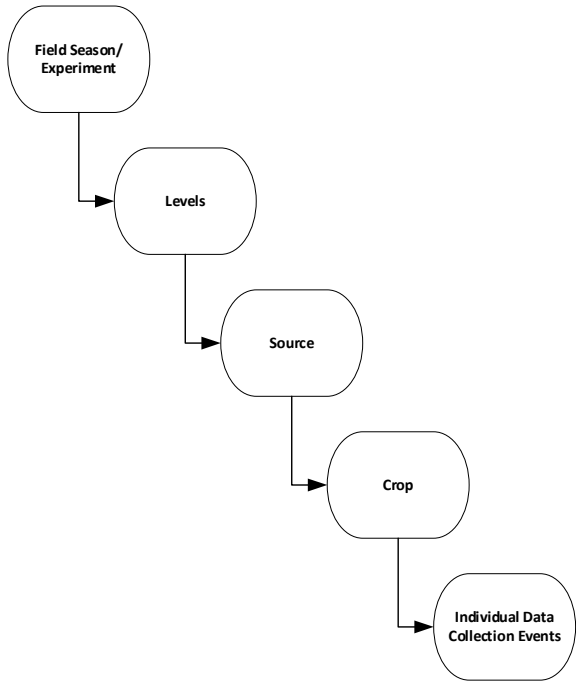 Field Season/
Experiment
Levels
Source
Crop
Individual Data
Collection Events